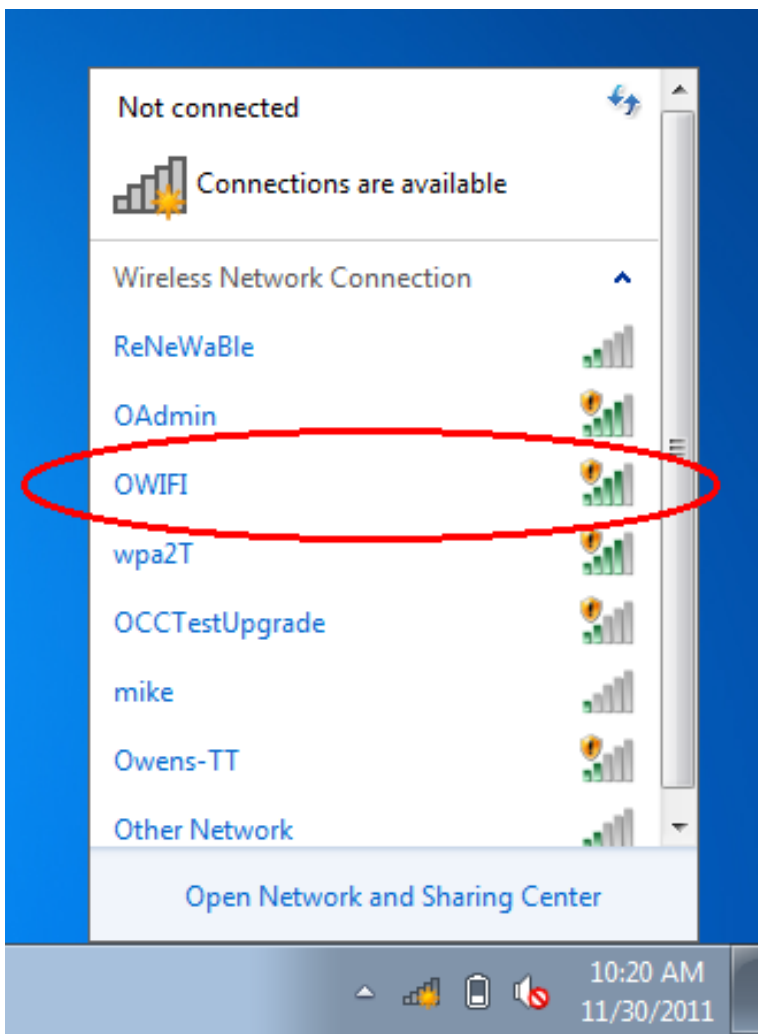 Not connected
Connections are available
Wireless Network Connection
ReNeWaBle
OAdmin
OWIFI
wpa2T
OCCTestUpgrade
mike
Owens-TT
Other Network
Open Network and Sharing Center
10:20 AM
11/30/2011